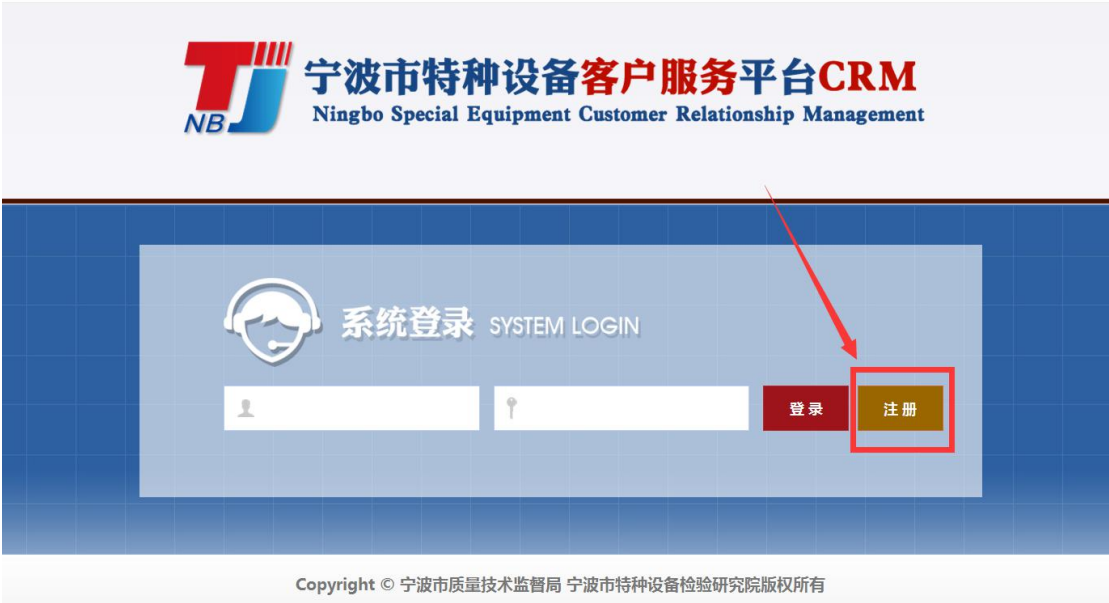 宁波市特种设备客户服务平台CRM
NBTJ
Ningbo Special Equipment Customer Relationship Management
系统登录 SYSTEM LOGIN
登录 注册
Copyright © 宁波市质量技术监督局 宁波市特种设备检验研究院版权所有